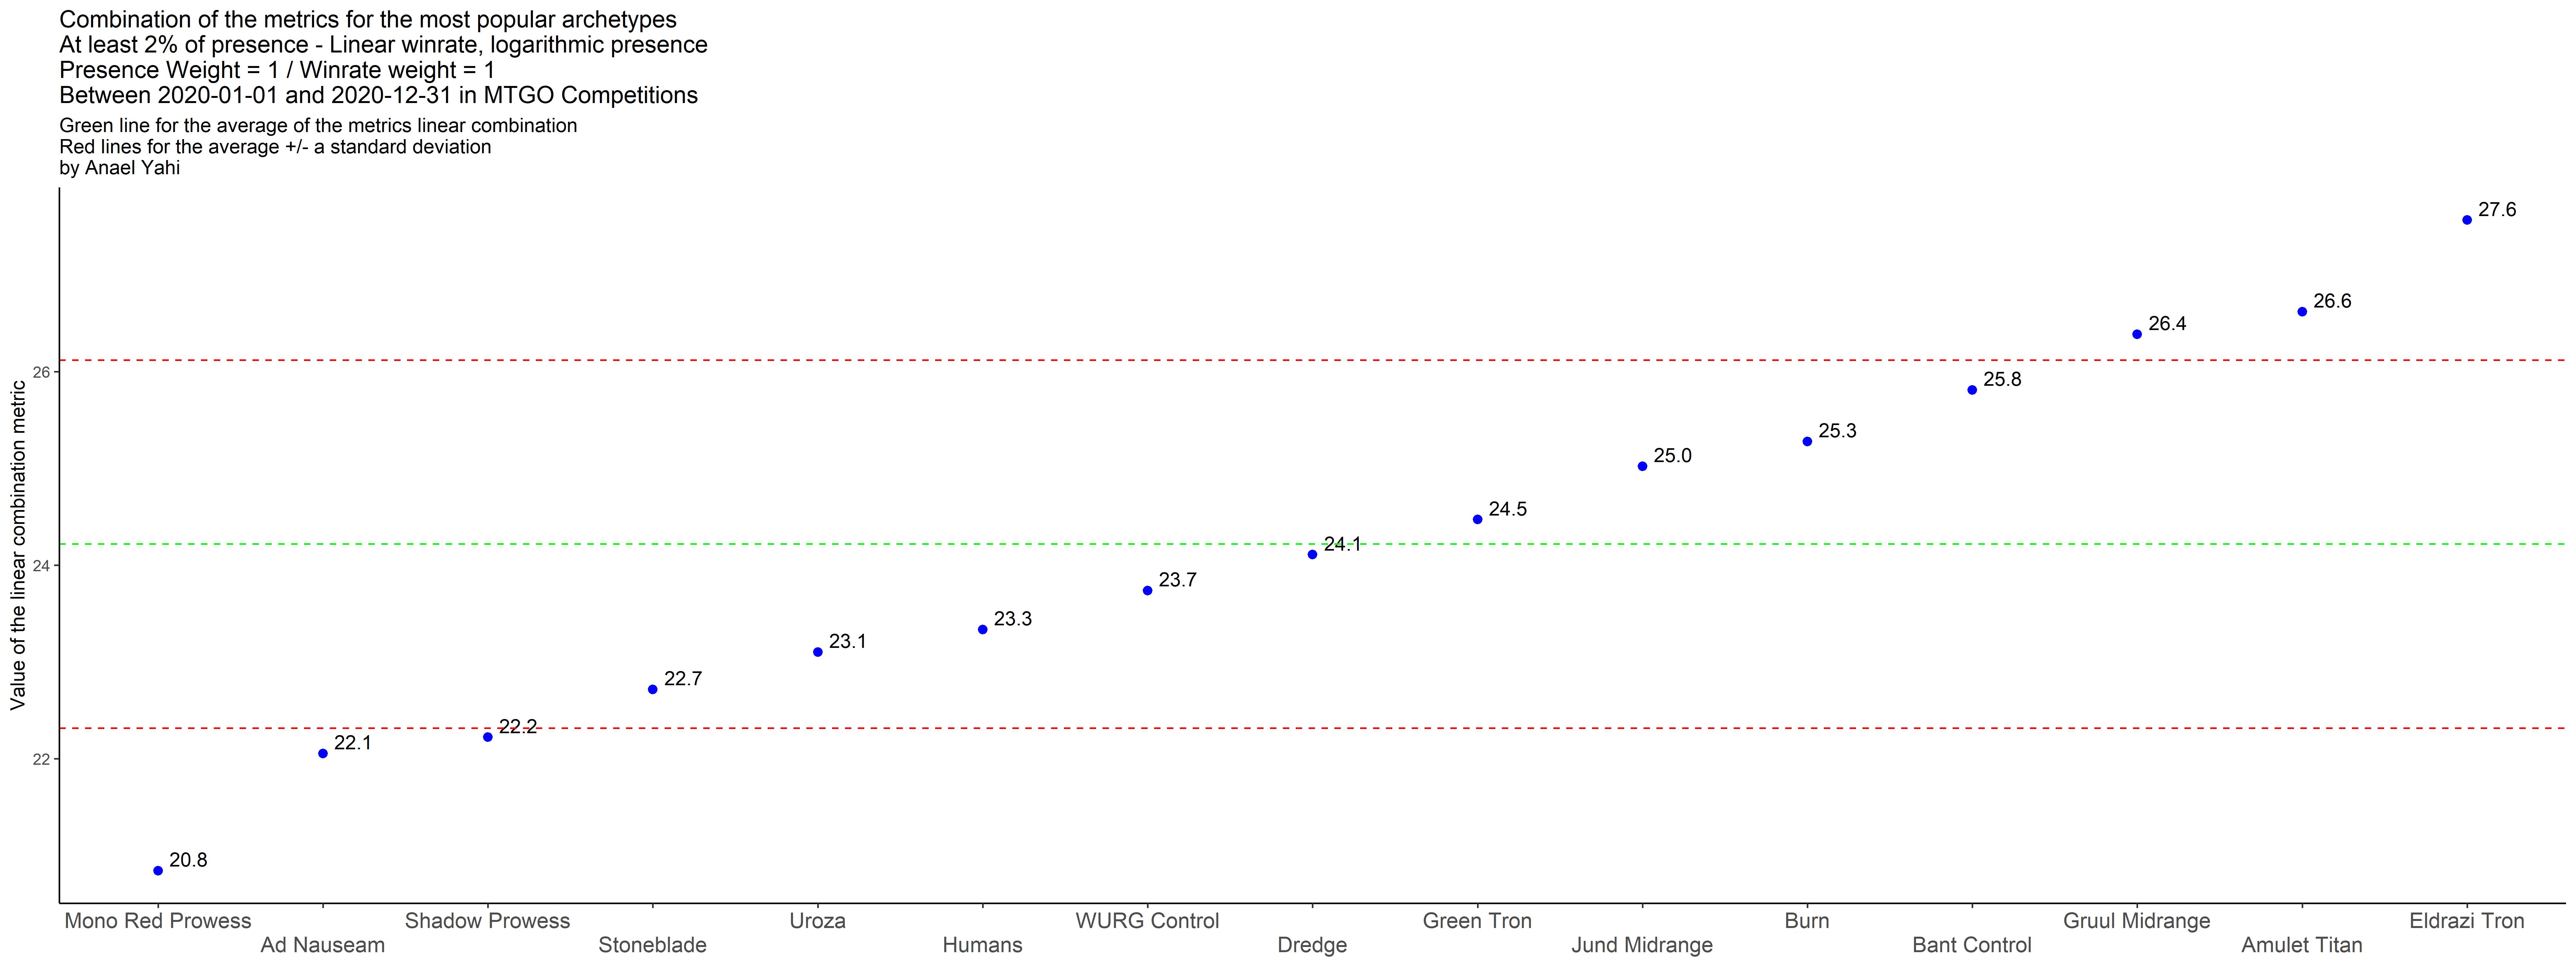 Combination of the metrics for the most popular archetypes
At least 2% of presence - Linear winrate, logarithmic presence
Presence Weight = 1 / Winrate weight = 1
Between 2020-01-01 and 2020-12-31 in MTGO Competitions
Green line for the average of the metrics linear combination
Red lines for the average +/- a standard deviation
by Anael Yahi
Value of the linear combination metric
26
24
22
20.8
22.1
22.2
22.7
23.1
23.3
23.7
24.1
24.5
25.0
25.3
25.8
26.4
26.6
27.6
Mono Red Prowess
Ad Nauseam
Shadow Prowess
Stoneblade
Uroza
Humans
WURG Control
Dredge
Green Tron
Jund Midrange
Burn
Bant Control
Gruul Midrange
Amulet Titan
Eldrazi Tron